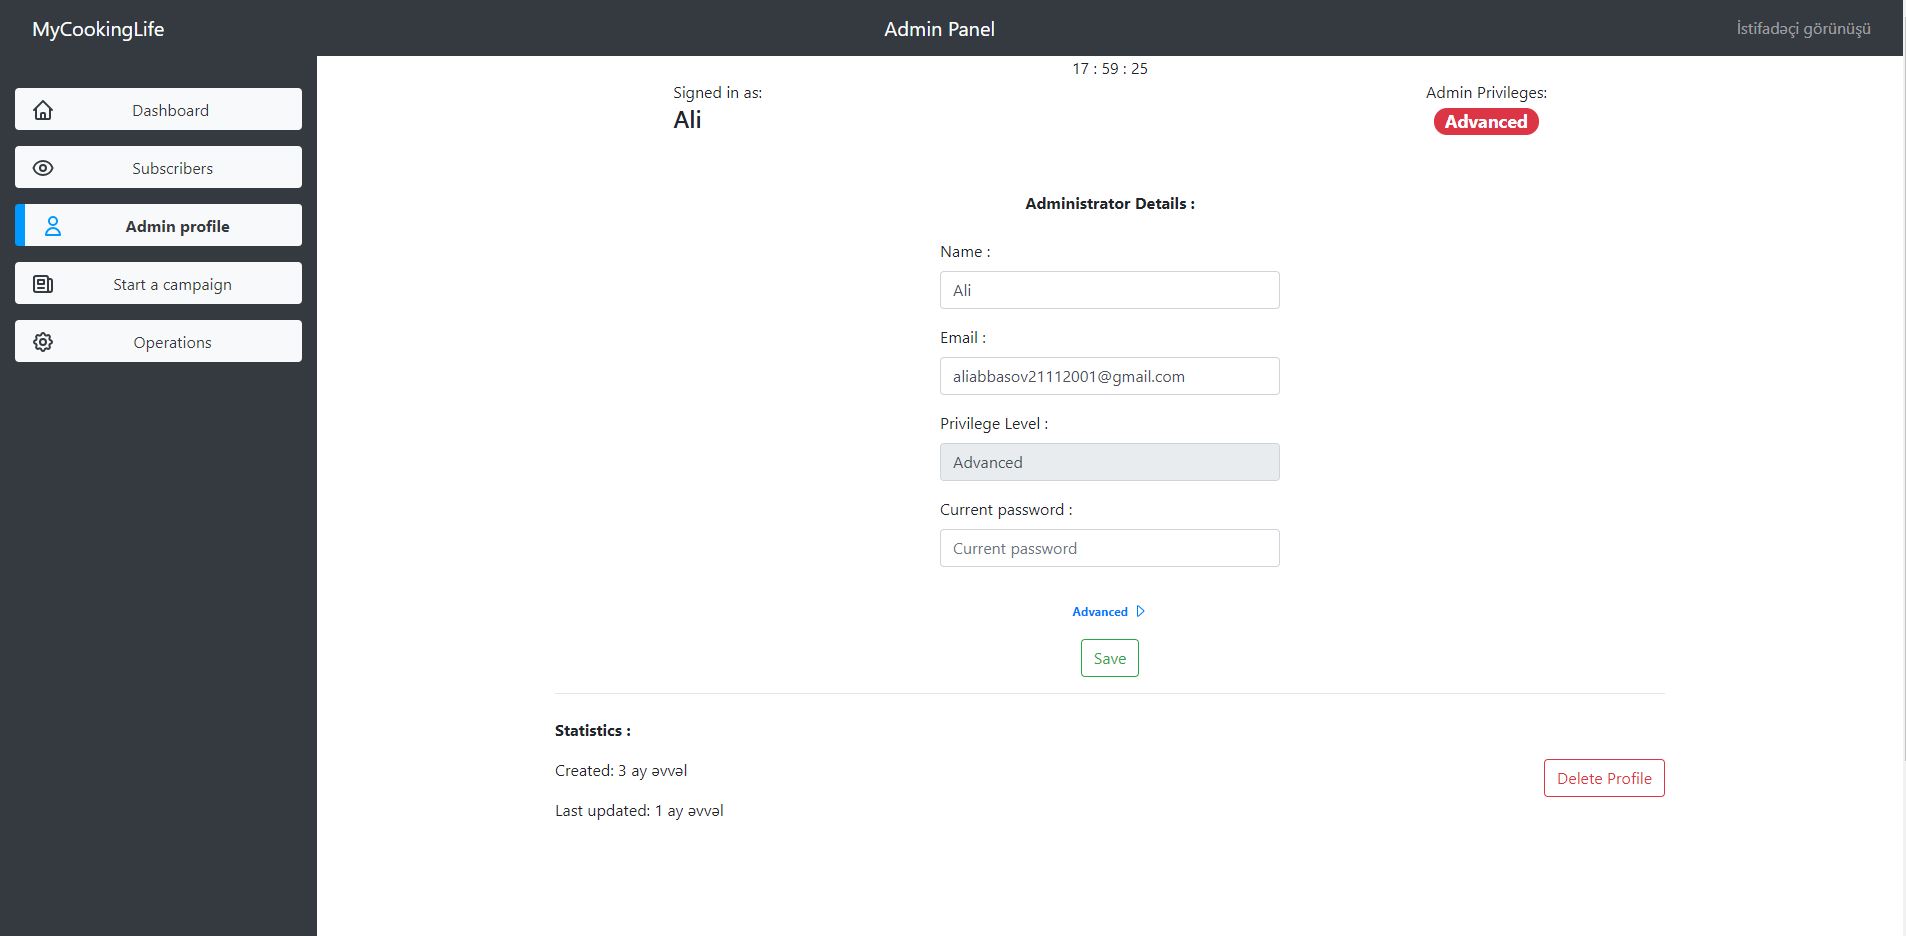 MyCookingLife
Admin Panel
İstifadəçi görünüşü
Dashboard
Subscribers
Admin profile
Start a campaign
Operations
17 : 59 : 25
Signed in as:
Ali
Admin Privileges:
Advanced
Administrator Details :
Name :
Ali
Email :
aliabbasov21112001@gmail.com
Privilege Level :
Advanced
Current password :
Current password
Advanced
Save
Statistics :
Created: 3 ay əvvəl
Last updated: 1 ay əvvəl
Delete Profile